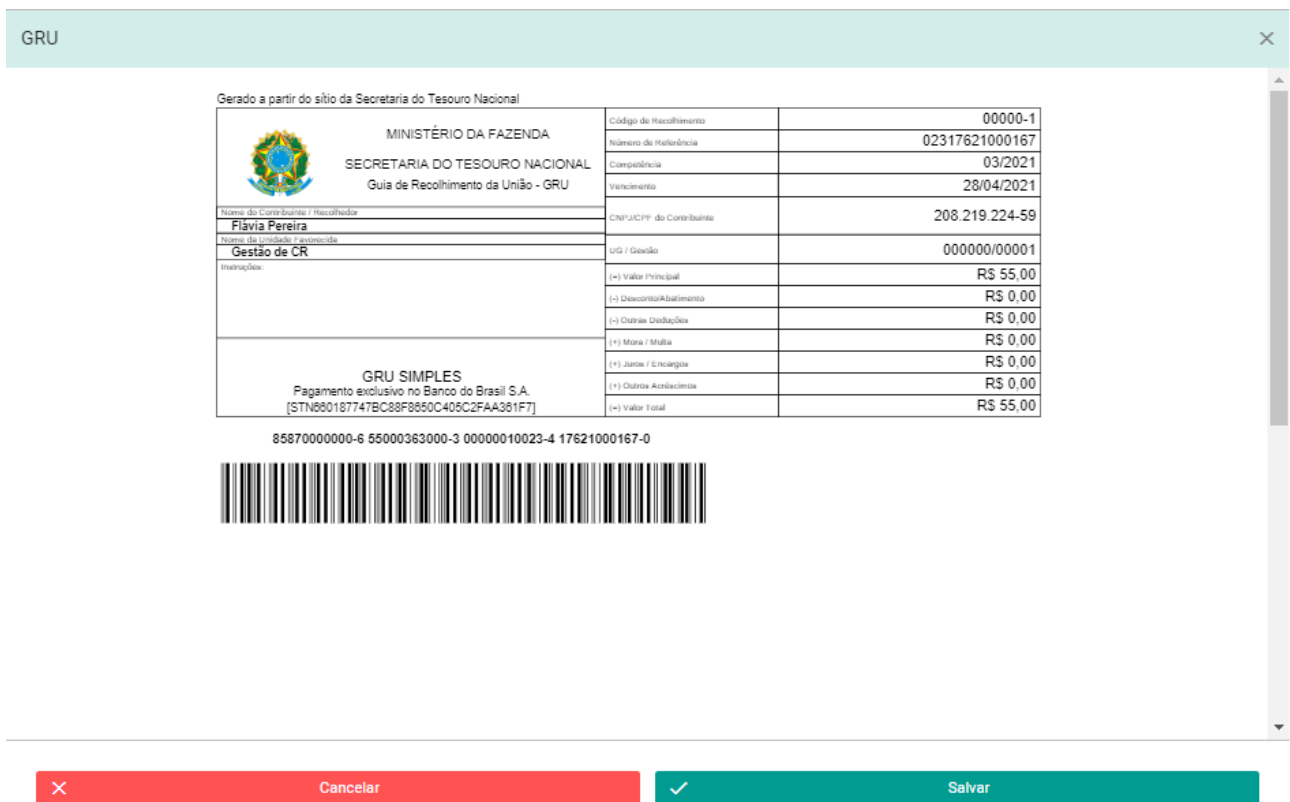 GRU
Gerado a partir do sítio da Secretaria do Tesouro Nacional
MINISTÉRIO DA FAZENDA
SECRETARIA DO TESOURO NACIONAL
Guia de Recolhimento da União - GRU
Nome do Contribuinte / Recolhedor
Flávia Pereira
Nome da Unidade Favorecida
Gestão de CR
Instruções:
GRU SIMPLES
Pagamento exclusivo no Banco do Brasil S.A.
[STN660187747BC88F8650C405C2FAA361F7]
Código de Recolhimento 00000-1
Número de Referência 02317621000167
Competência 03/2021
Vencimento 28/04/2021
CNPJ/CPF do Contribuinte 208.219.224-59
UG / Gestão 000000/00001
(=) Valor Principal R$ 55,00
(-) Desconto/Abatimento R$ 0,00
(-) Outras Deduções R$ 0,00
(+) Mora / Multa R$ 0,00
(+) Juros / Encargos R$ 0,00
(+) Outros Acréscimos R$ 0,00
(=) Valor Total R$ 55,00
85870000000-6 55000363000-3 00000010023-4 17621000167-0
Cancelar
Salvar